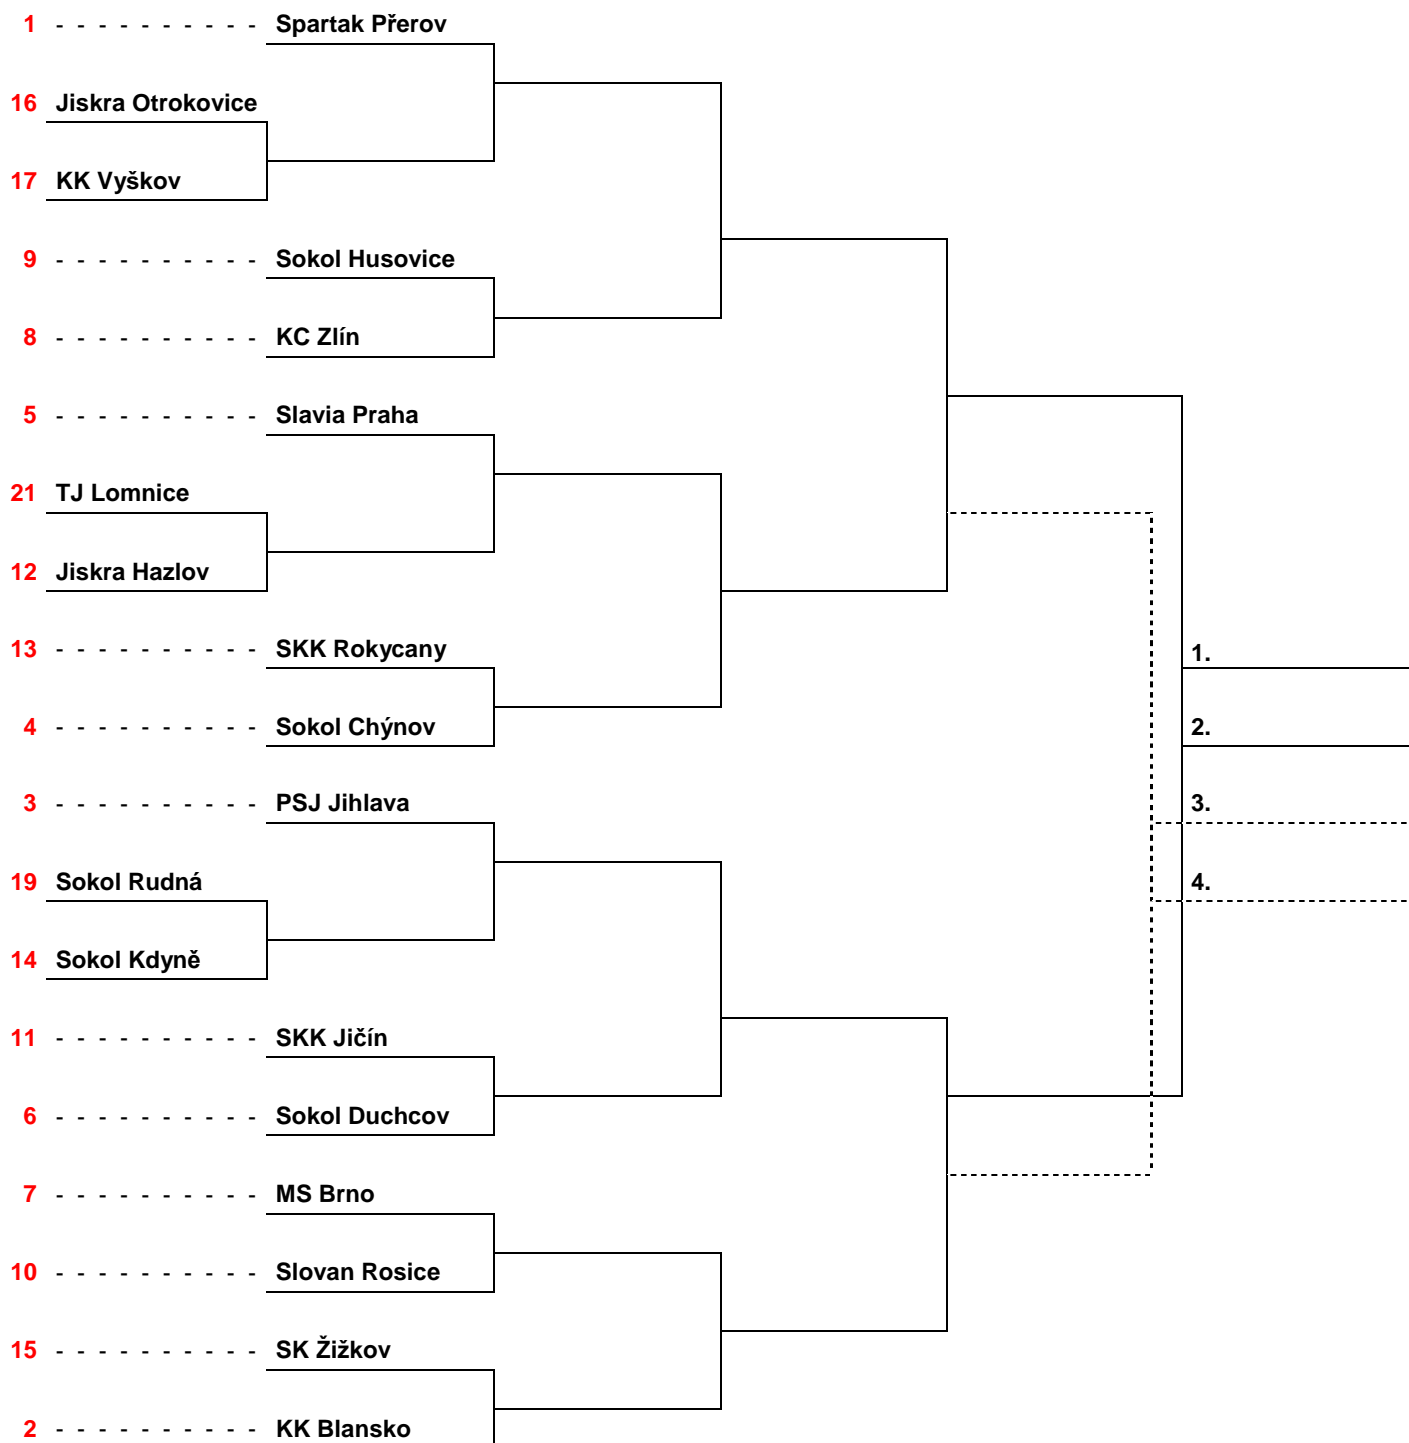 1 - - - - - - - - - - Spartak Přerov
16 Jiskra Otrokovice
17 KK Vyškov
9 - - - - - - - - - - Sokol Husovice
8 - - - - - - - - - - KC Zlín
5 - - - - - - - - - - Slavia Praha
21 TJ Lomnice
12 Jiskra Hazlov
13 - - - - - - - - - - SKK Rokycany
1.
4 - - - - - - - - - - Sokol Chýnov
2.
3 - - - - - - - - - - PSJ Jihlava
3.
19 Sokol Rudná
4.
14 Sokol Kdyně
11 - - - - - - - - - - SKK Jičín
6 - - - - - - - - - - Sokol Duchcov
7 - - - - - - - - - - MS Brno
10 - - - - - - - - - - Slovan Rosice
15 - - - - - - - - - - SK Žižkov
2 - - - - - - - - - - KK Blansko